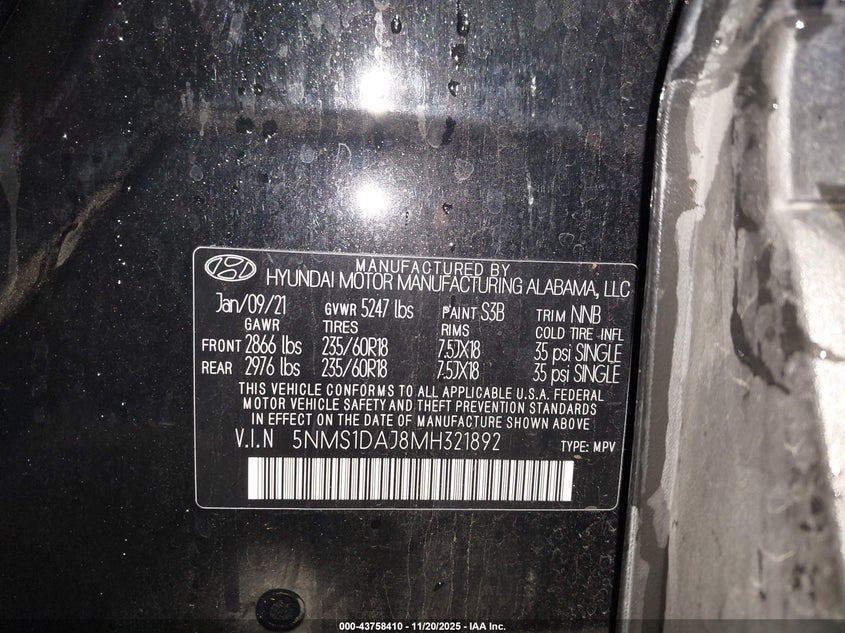 MANUFACTURED BY
HYUNDAI MOTOR MANUFACTURING ALABAMA, LLC
Jan/09/21 GVWR 5247 lbs PAINT S3B TRIM NNB
GAWR TIRES RIMS COLD TIRE INFL
FRONT 2866 lbs 235/60R18 7.5JX18 35 psi SINGLE
REAR 2976 lbs 235/60R18 7.5JX18 35 psi SINGLE
THIS VEHICLE CONFORMS TO ALL APPLICABLE U.S.A. FEDERAL
MOTOR VEHICLE SAFETY AND THEFT PREVENTION STANDARDS
IN EFFECT ON THE DATE OF MANUFACTURE SHOWN ABOVE
V.I.N 5NMS1DAJ8MH321892 TYPE: MPV
000-43758410 - 11/20/2025 - IAA Inc.